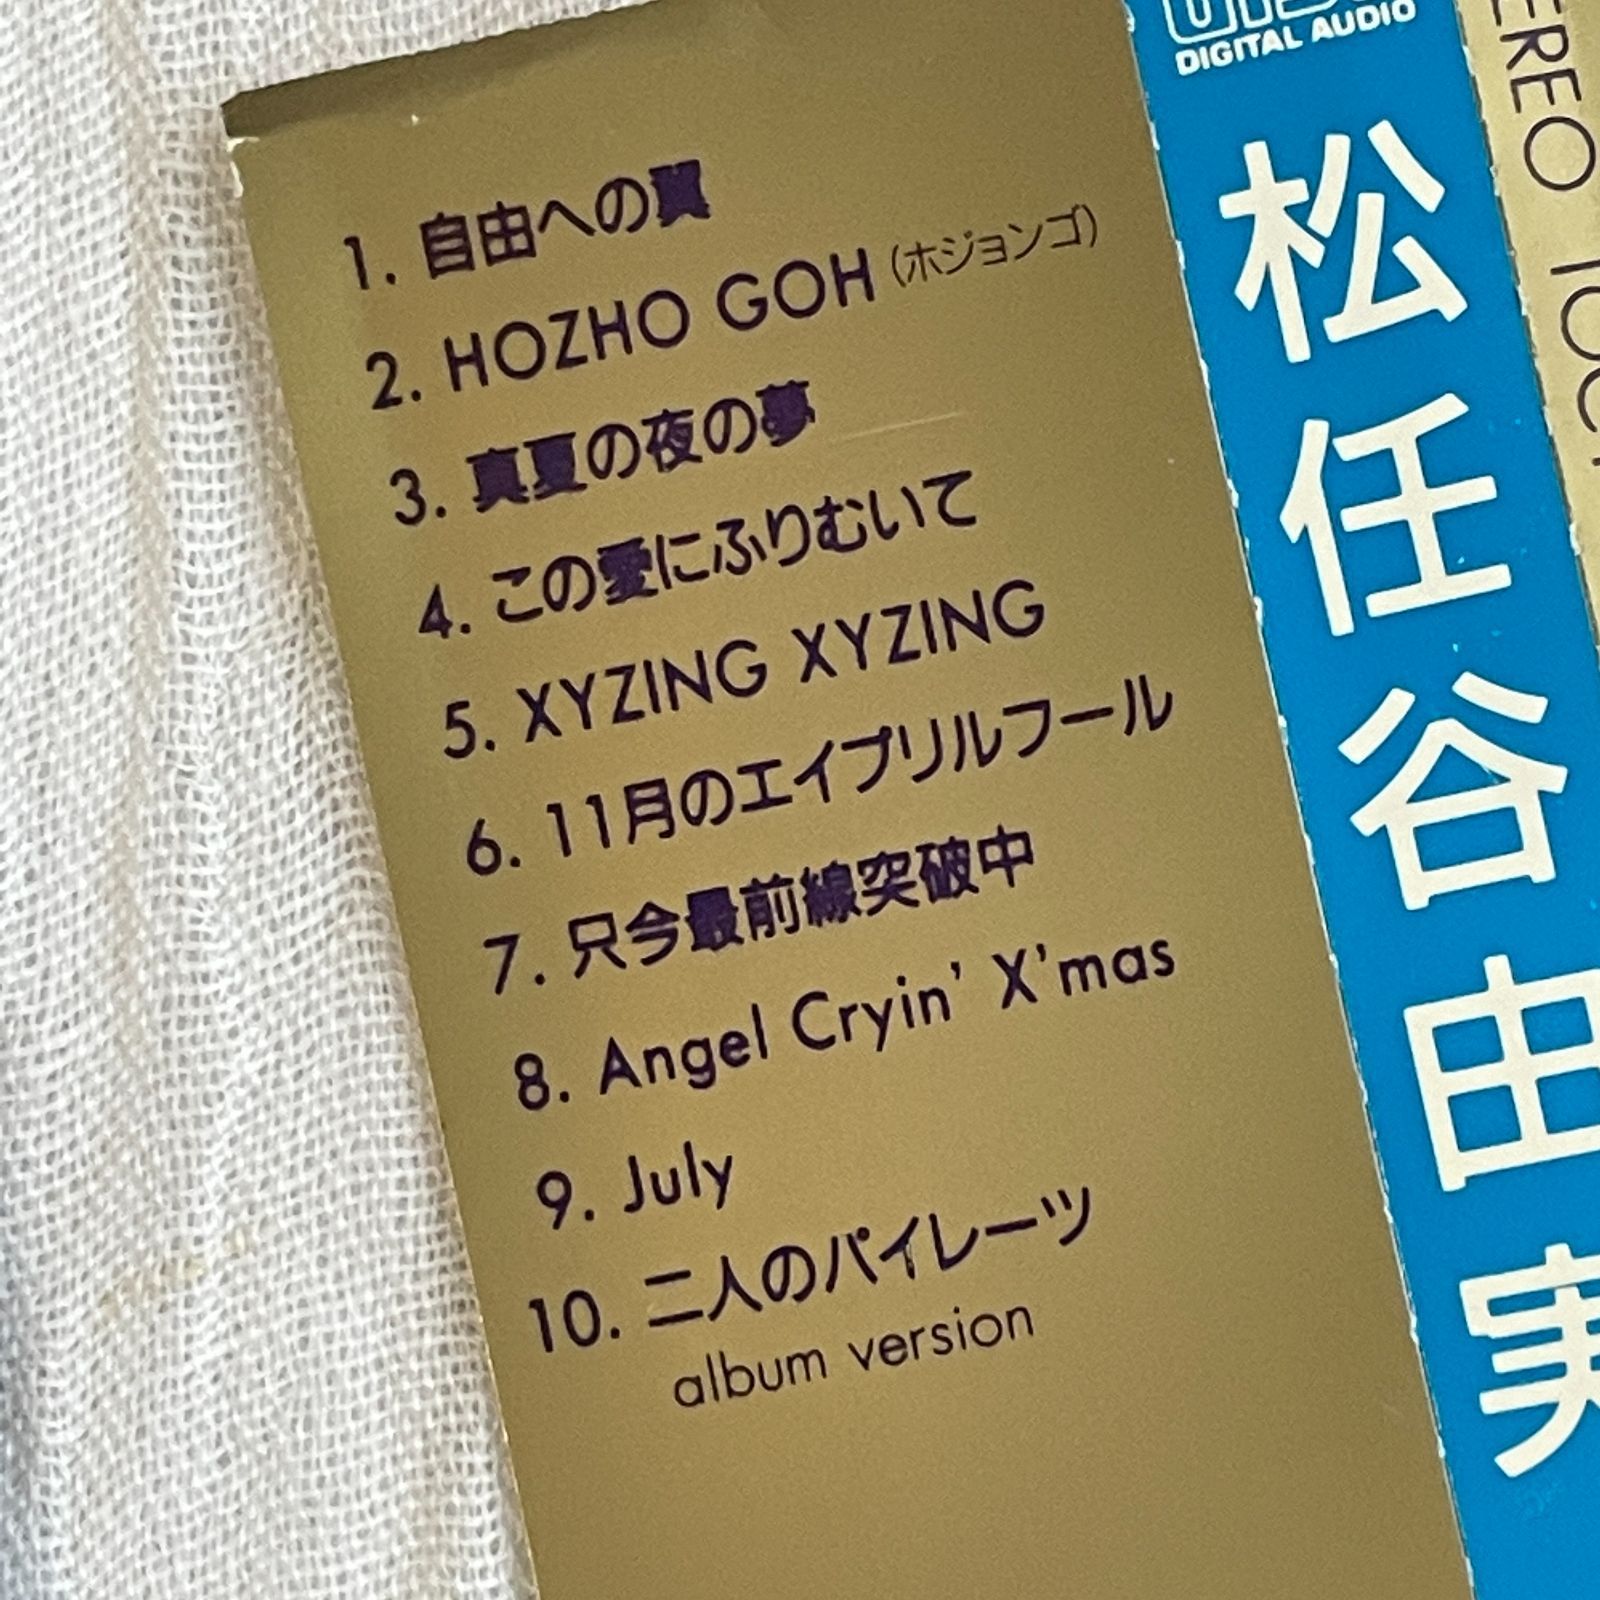 1. 自由への翼
2. HOZHO GOH (ホジョンゴ)
3. 真夏の夜の夢
4. この愛にふりむいて
5. XYZING XYZING
6. 11月のエイプリルフール
7. 只今最前線突破中
8. Angel Cryin' X'mas
9. July
10. 二人のパイレーツ
album version
DIGITAL AUDIO
松任谷由実